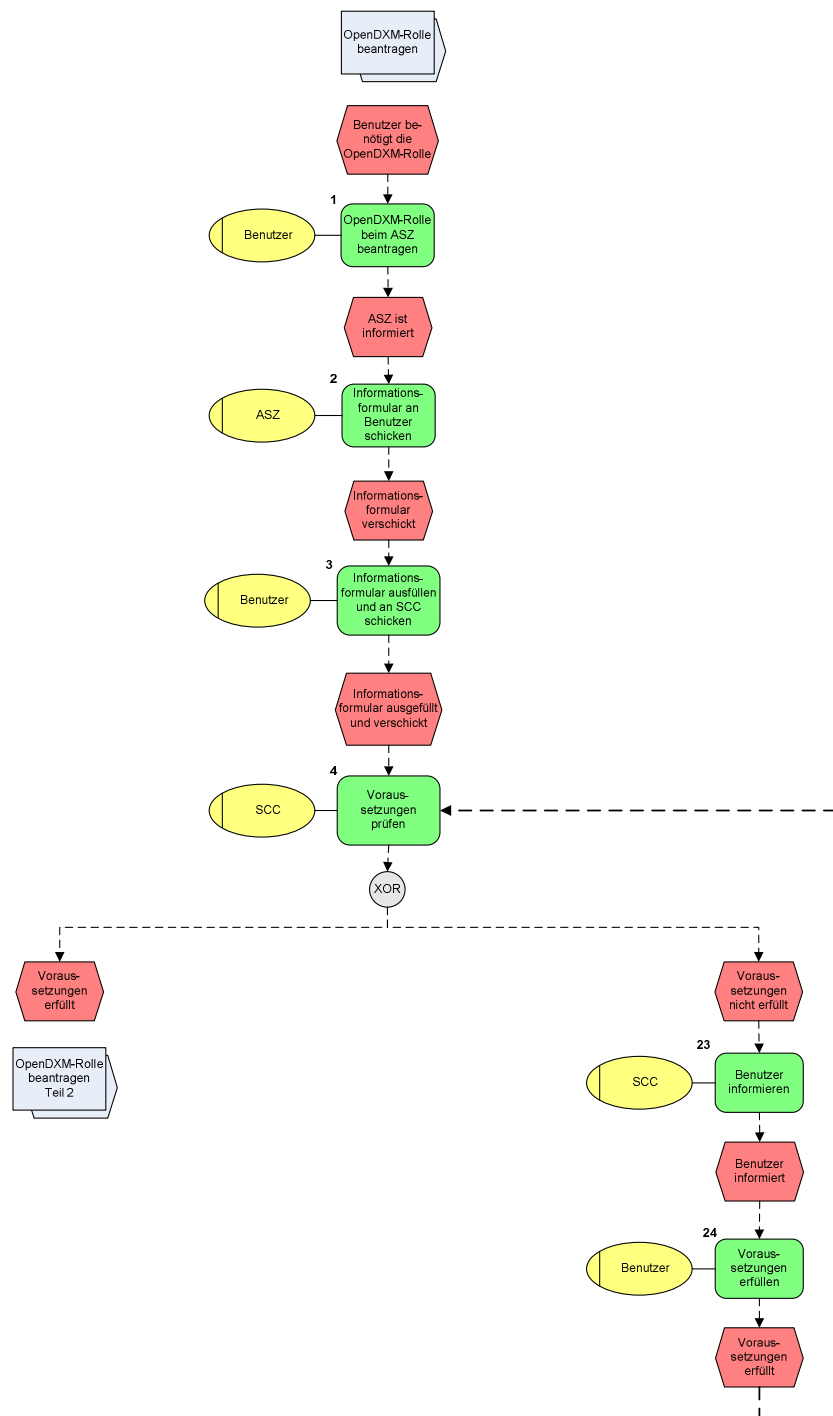 OpenDXM-Rolle
beantragen
Benutzer be-
nötigt die
OpenDXM-Rolle
1
Benutzer
OpenDXM-Rolle
beim ASZ
beantragen
ASZ ist
informiert
2
ASZ
Informations-
formular an
Benutzer
schicken
Informations-
formular
verschickt
3
Benutzer
Informations-
formular ausfüllen
und an SCC
schicken
Informations-
formular ausgefüllt
und verschickt
4
SCC
Voraus-
setzungen
prüfen
XOR
Voraus-
setzungen
erfüllt
OpenDXM-Rolle
beantragen
Teil 2
Voraus-
setzungen
nicht erfüllt
23
SCC
Benutzer
informieren
Benutzer
informiert
24
Benutzer
Voraus-
setzungen
erfüllen
Voraus-
setzungen
erfüllt